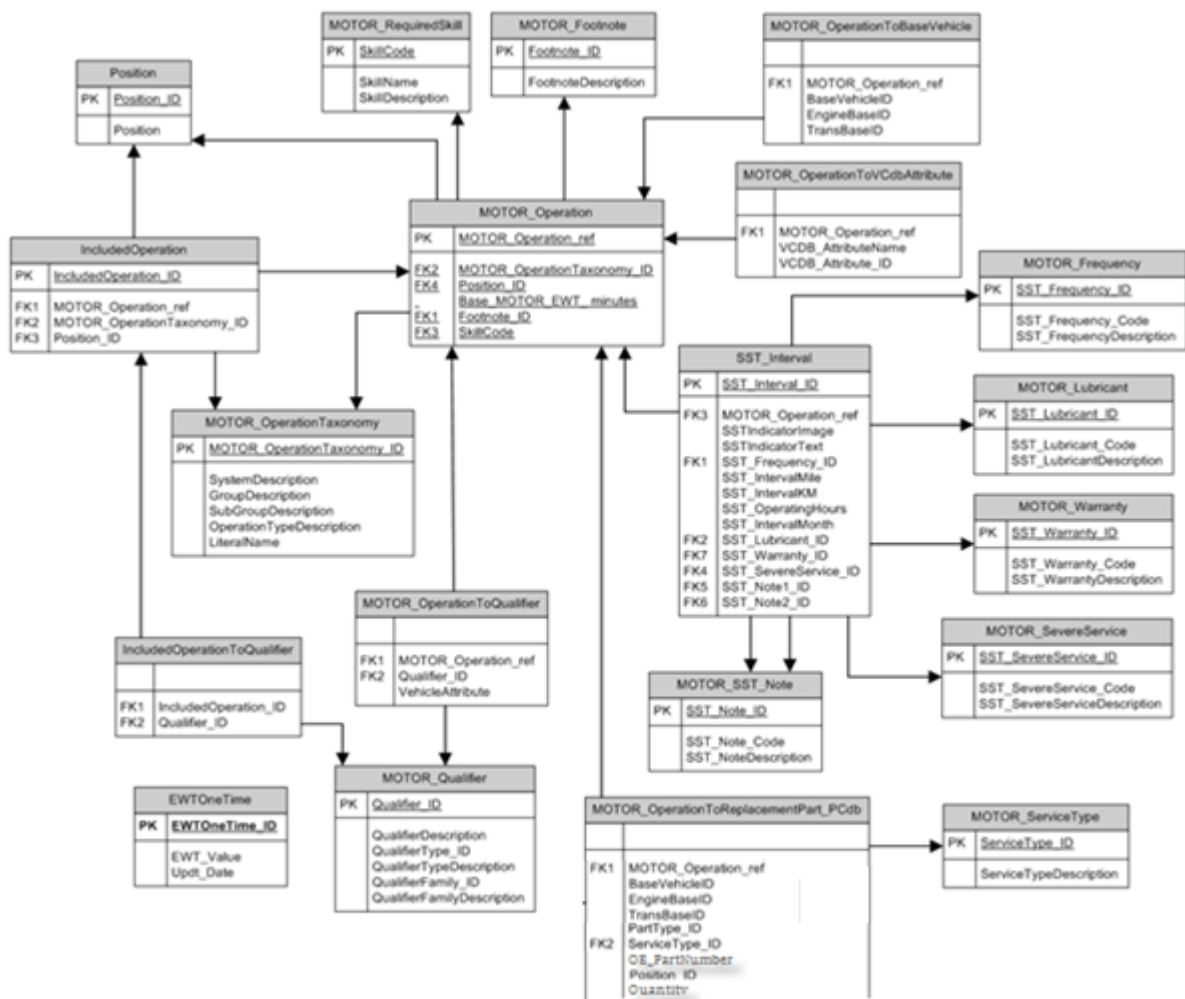 MOTOR_RequiredSkill
PK SkillCode
SkillName
SkillDescription
MOTOR_Footnote
PK Footnote_ID
FootnoteDescription
MOTOR_OperationToBaseVehicle
FK1 MOTOR_Operation_ref
BaseVehicleID
EngineBaseID
TransBaseID
Position
PK Position_ID
Position
MOTOR_OperationToVCdbAttribute
FK1 MOTOR_Operation_ref
VCDB_AttributeName
VCDB_Attribute_ID
MOTOR_Operation
PK MOTOR_Operation_ref
FK2 MOTOR_OperationTaxonomy_ID
FK4 Position_ID
Base_MOTOR_EWT_ minutes
FK1 Footnote_ID
FK3 SkillCode
IncludedOperation
PK IncludedOperation_ID
FK1 MOTOR_Operation_ref
FK2 MOTOR_OperationTaxonomy_ID
FK3 Position_ID
MOTOR_Frequency
PK SST_Frequency_ID
SST_Frequency_Code
SST_FrequencyDescription
SST_Interval
PK SST_Interval_ID
FK3 MOTOR_Operation_ref
SSTIndicatorImage
SSTIndicatorText
FK1 SST_Frequency_ID
SST_IntervalMile
SST_IntervalKM
SST_OperatingHours
SST_IntervalMonth
FK2 SST_Lubricant_ID
FK7 SST_Warranty_ID
FK4 SST_SevereService_ID
FK5 SST_Note1_ID
FK6 SST_Note2_ID
MOTOR_Lubricant
PK SST_Lubricant_ID
SST_Lubricant_Code
SST_LubricantDescription
MOTOR_OperationTaxonomy
PK MOTOR_OperationTaxonomy_ID
SystemDescription
GroupDescription
SubGroupDescription
OperationTypeDescription
LiteralName
MOTOR_Warranty
PK SST_Warranty_ID
SST_Warranty_Code
SST_WarrantyDescription
MOTOR_OperationToQualifier
FK1 MOTOR_Operation_ref
FK2 Qualifier_ID
VehicleAttribute
IncludedOperationToQualifier
FK1 IncludedOperation_ID
FK2 Qualifier_ID
MOTOR_SevereService
PK SST_SevereService_ID
SST_SevereService_Code
SST_SevereServiceDescription
MOTOR_SST_Note
PK SST_Note_ID
SST_Note_Code
SST_NoteDescription
MOTOR_Qualifier
PK Qualifier_ID
QualifierDescription
QualifierType_ID
QualifierTypeDescription
QualifierFamily_ID
QualifierFamilyDescription
EWTOneTime
PK EWTOneTime_ID
EWT_Value
Updt_Date
MOTOR_OperationToReplacementPart_PCdb
FK1 MOTOR_Operation_ref
BaseVehicleID
EngineBaseID
TransBaseID
PartType_ID
FK2 ServiceType_ID
OE_PartNumber
Position_ID
Quantity
MOTOR_ServiceType
PK ServiceType_ID
ServiceTypeDescription